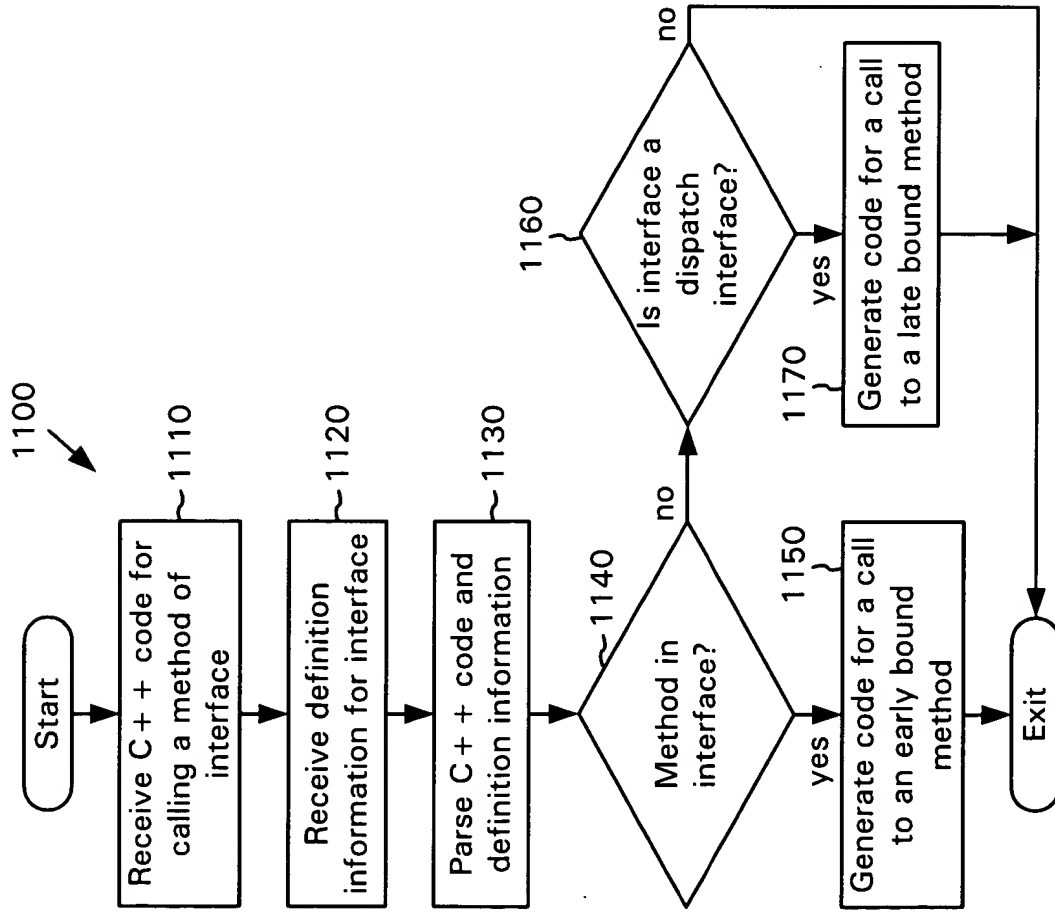 1100
Start
Receive C++ code for
calling a method of
interface
1110
Receive definition
information for interface
1120
Parse C++ code and
definition information
1130
Method in
interface?
1140
no
yes
Generate code for a call
to an early bound
method
1150
Is interface a
dispatch
interface?
1160
no
yes
Generate code for a call
to a late bound method
1170
Exit